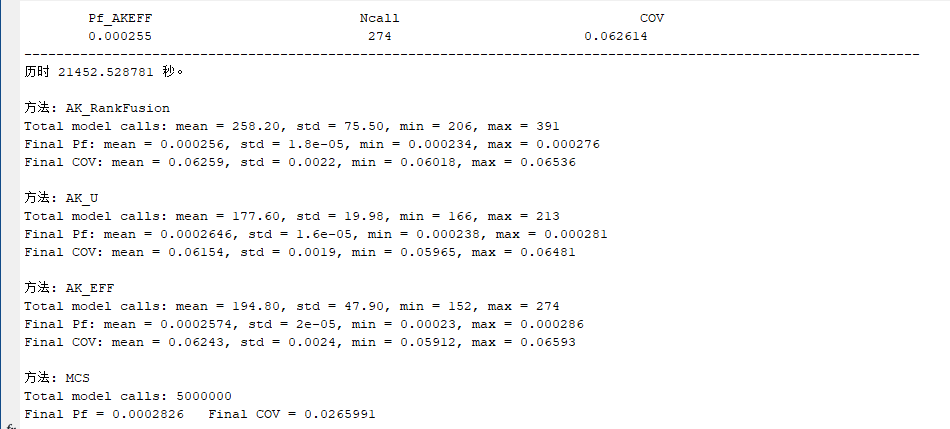 Pf_AKEFF Ncall COV
0.000255 274 0.062614
----------------------------------------------------------------------------------------------------------------
历时 21452.528781 秒。
方法: AK_RankFusion
Total model calls: mean = 258.20, std = 75.50, min = 206, max = 391
Final Pf: mean = 0.000256, std = 1.8e-05, min = 0.000234, max = 0.000276
Final COV: mean = 0.06259, std = 0.0022, min = 0.06018, max = 0.06536
方法: AK_U
Total model calls: mean = 177.60, std = 19.98, min = 166, max = 213
Final Pf: mean = 0.0002646, std = 1.6e-05, min = 0.000238, max = 0.000281
Final COV: mean = 0.06154, std = 0.0019, min = 0.05965, max = 0.06481
方法: AK_EFF
Total model calls: mean = 194.80, std = 47.90, min = 152, max = 274
Final Pf: mean = 0.0002574, std = 2e-05, min = 0.00023, max = 0.000286
Final COV: mean = 0.06243, std = 0.0024, min = 0.05912, max = 0.06593
方法: MCS
Total model calls: 5000000
Final Pf = 0.0002826 Final COV = 0.0265991